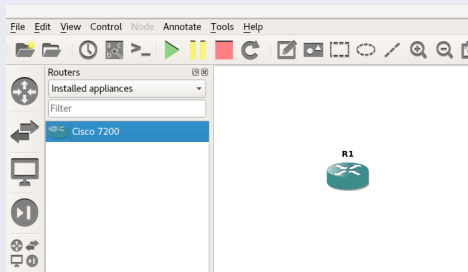 File Edit View Control Node Annotate Tools Help
Routers
Installed appliances
Filter
Cisco 7200
R1